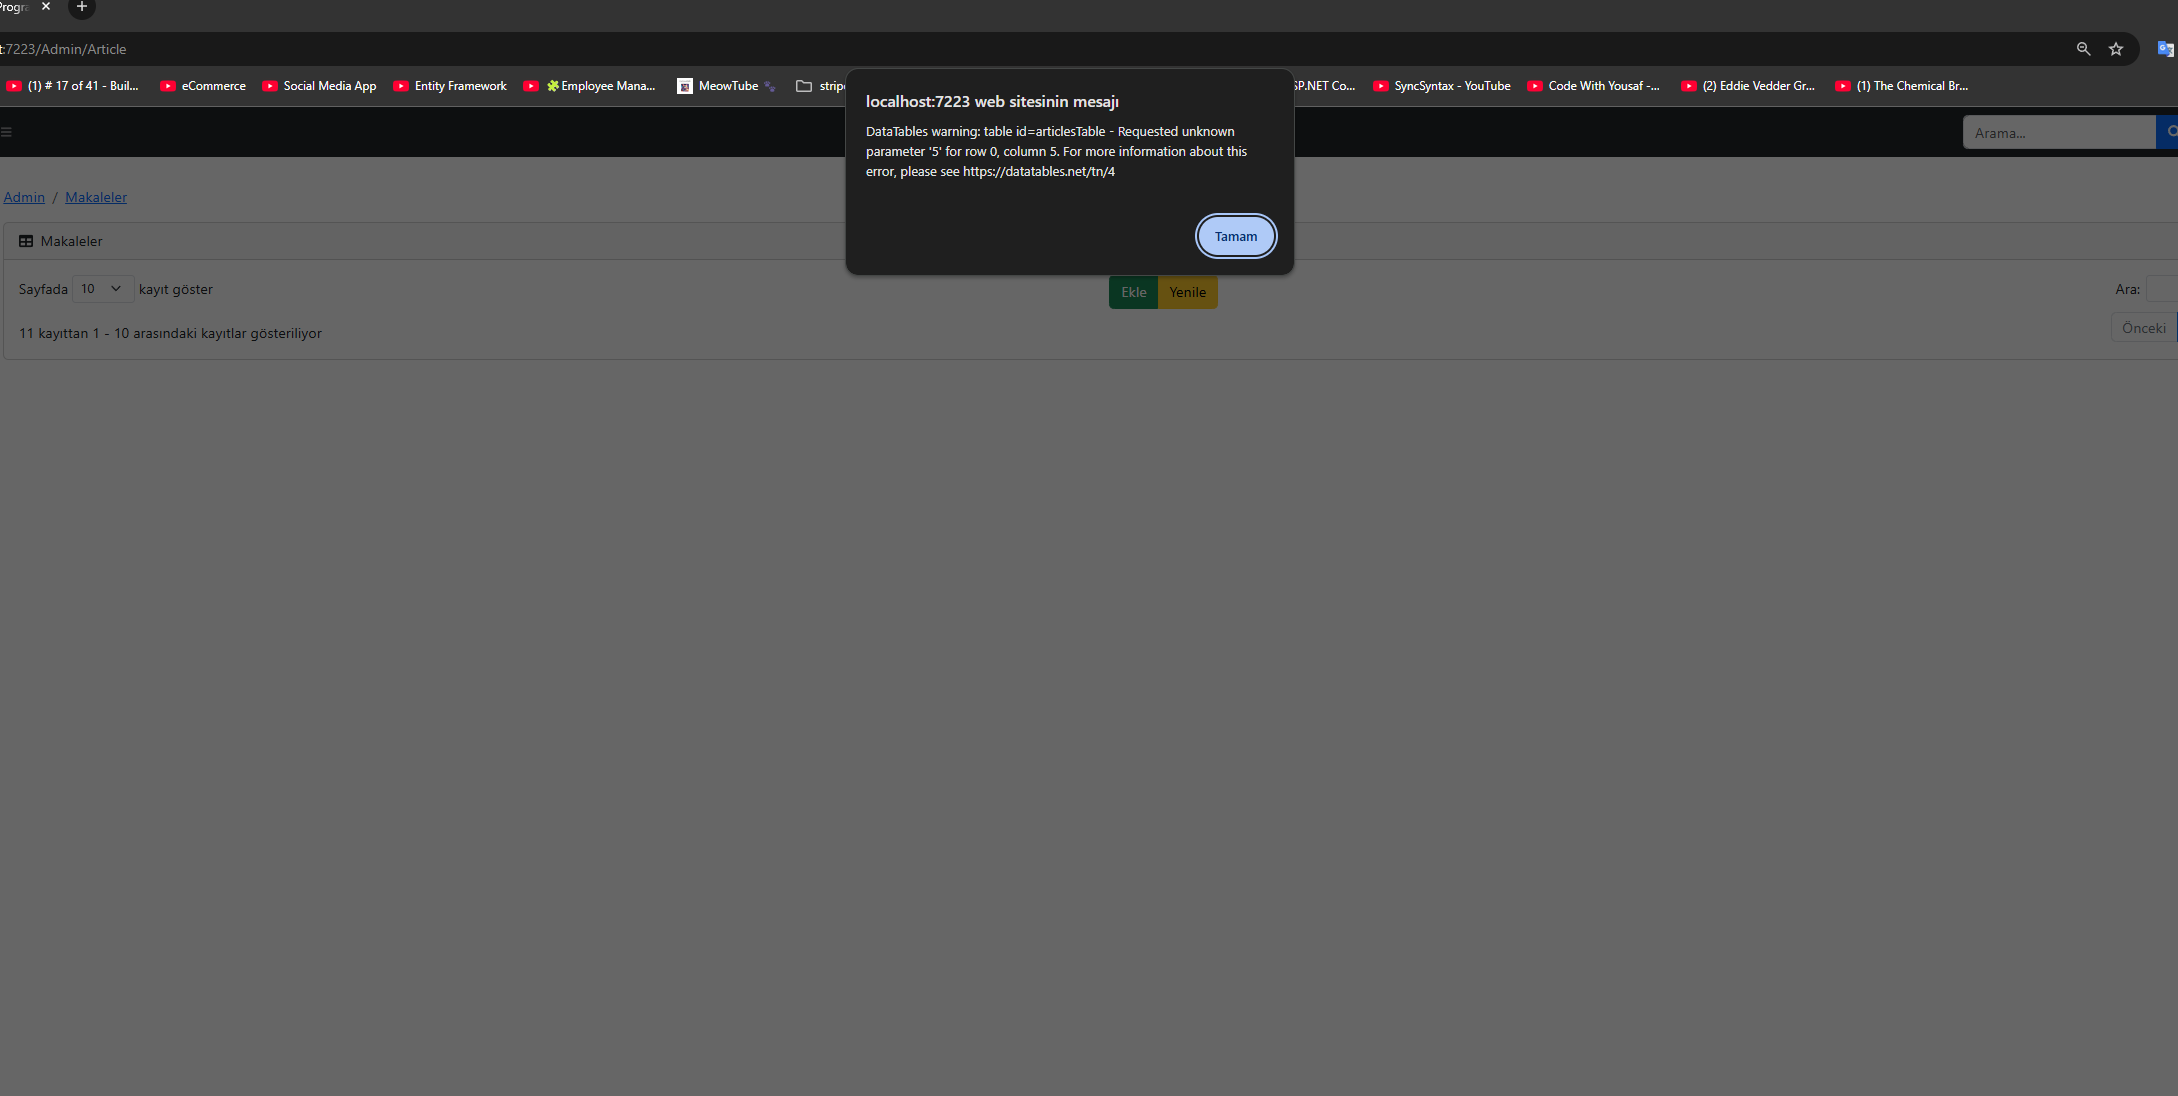 Progra
t:7223/Admin/Article
(1) # 17 of 41 - Buil...
eCommerce
Social Media App
Entity Framework
Employee Mana...
MeowTube
stripe
SP.NET Co...
SyncSyntax - YouTube
Code With Yousaf -...
(2) Eddie Vedder Gr...
(1) The Chemical Br...
localhost:7223 web sitesinin mesajı
DataTables warning: table id=articlesTable - Requested unknown
parameter '5' for row 0, column 5. For more information about this
error, please see https://datatables.net/tn/4
Tamam
Arama...
Admin / Makaleler
Makaleler
Sayfada 10 kayıt göster
Ekle Yenile
Ara:
11 kayıttan 1 - 10 arasındaki kayıtlar gösteriliyor
Önceki